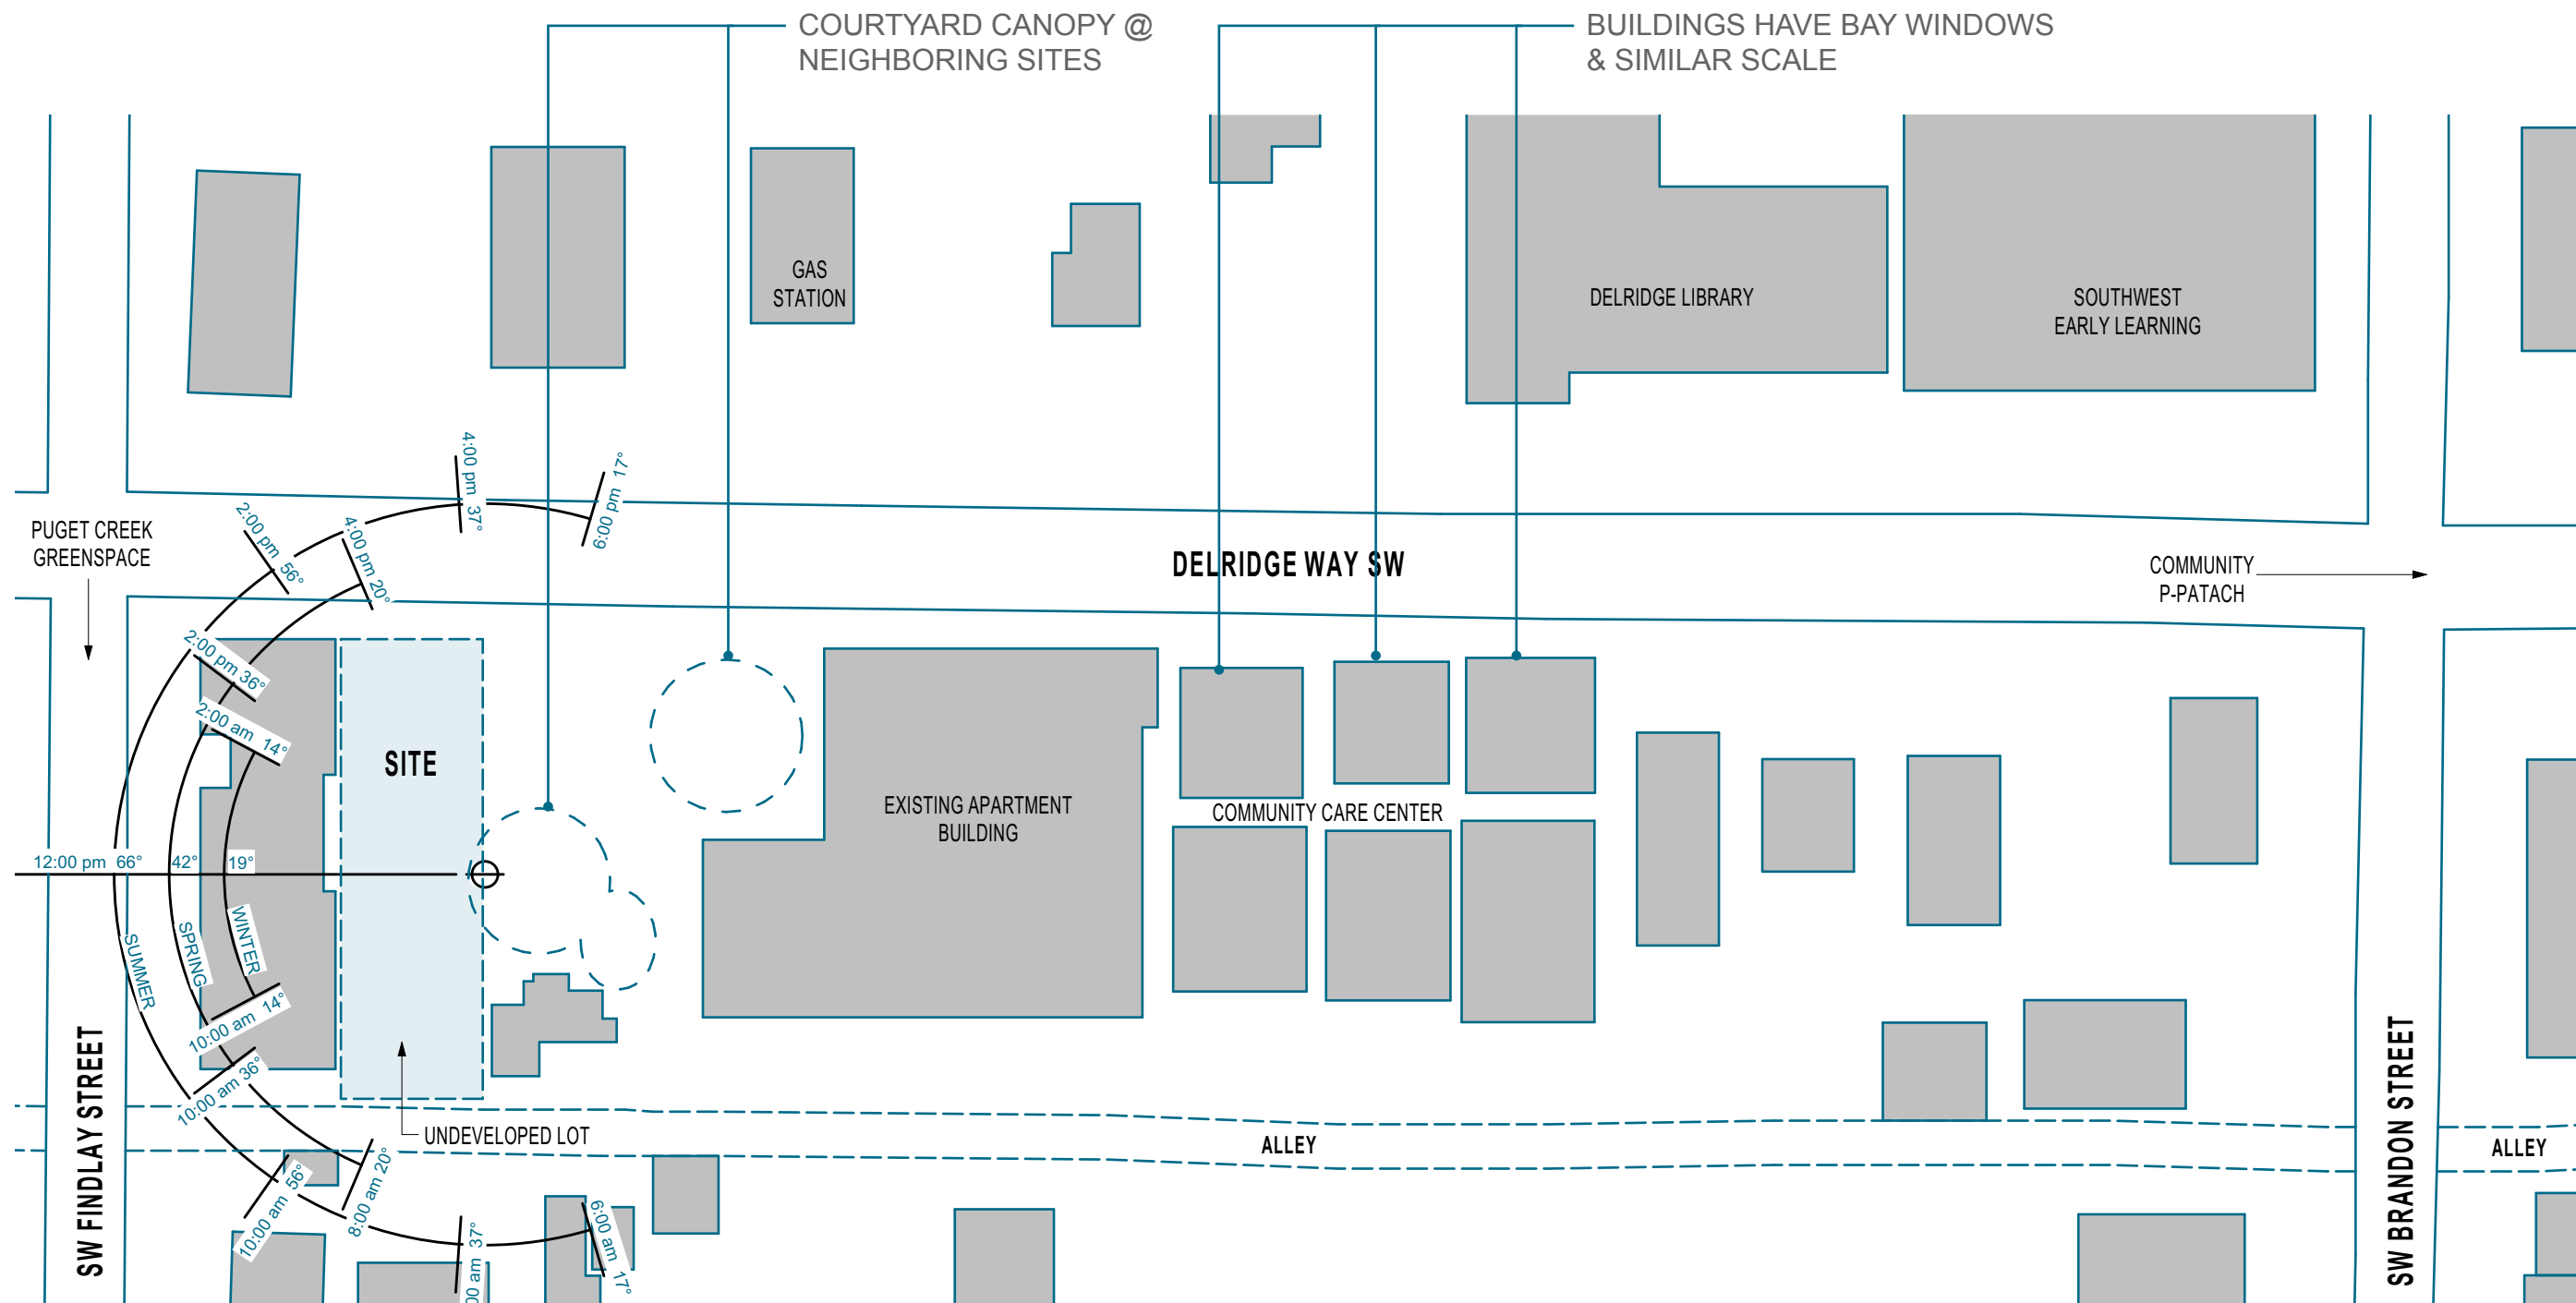 COURTYARD CANOPY @
NEIGHBORING SITES
BUILDINGS HAVE BAY WINDOWS
& SIMILAR SCALE
GAS
STATION
DELRIDGE LIBRARY
SOUTHWEST
EARLY LEARNING
4:00 pm 37°
6:00 pm 17°
2:00 pm 56°
4:00 pm 20°
PUGET CREEK
GREENSPACE
DELRIDGE WAY SW
COMMUNITY
P-PATACH
2:00 pm 36°
2:00 am 14°
SITE
EXISTING APARTMENT
BUILDING
COMMUNITY CARE CENTER
12:00 pm 66°
42°
19°
SUMMER
SPRING
WINTER
10:00 am 14°
10:00 am 36°
UNDEVELOPED LOT
ALLEY
ALLEY
SW FINDLAY STREET
SW BRANDON STREET
10:00 am 56°
8:00 am 20°
00 am 37°
6:00 am 17°